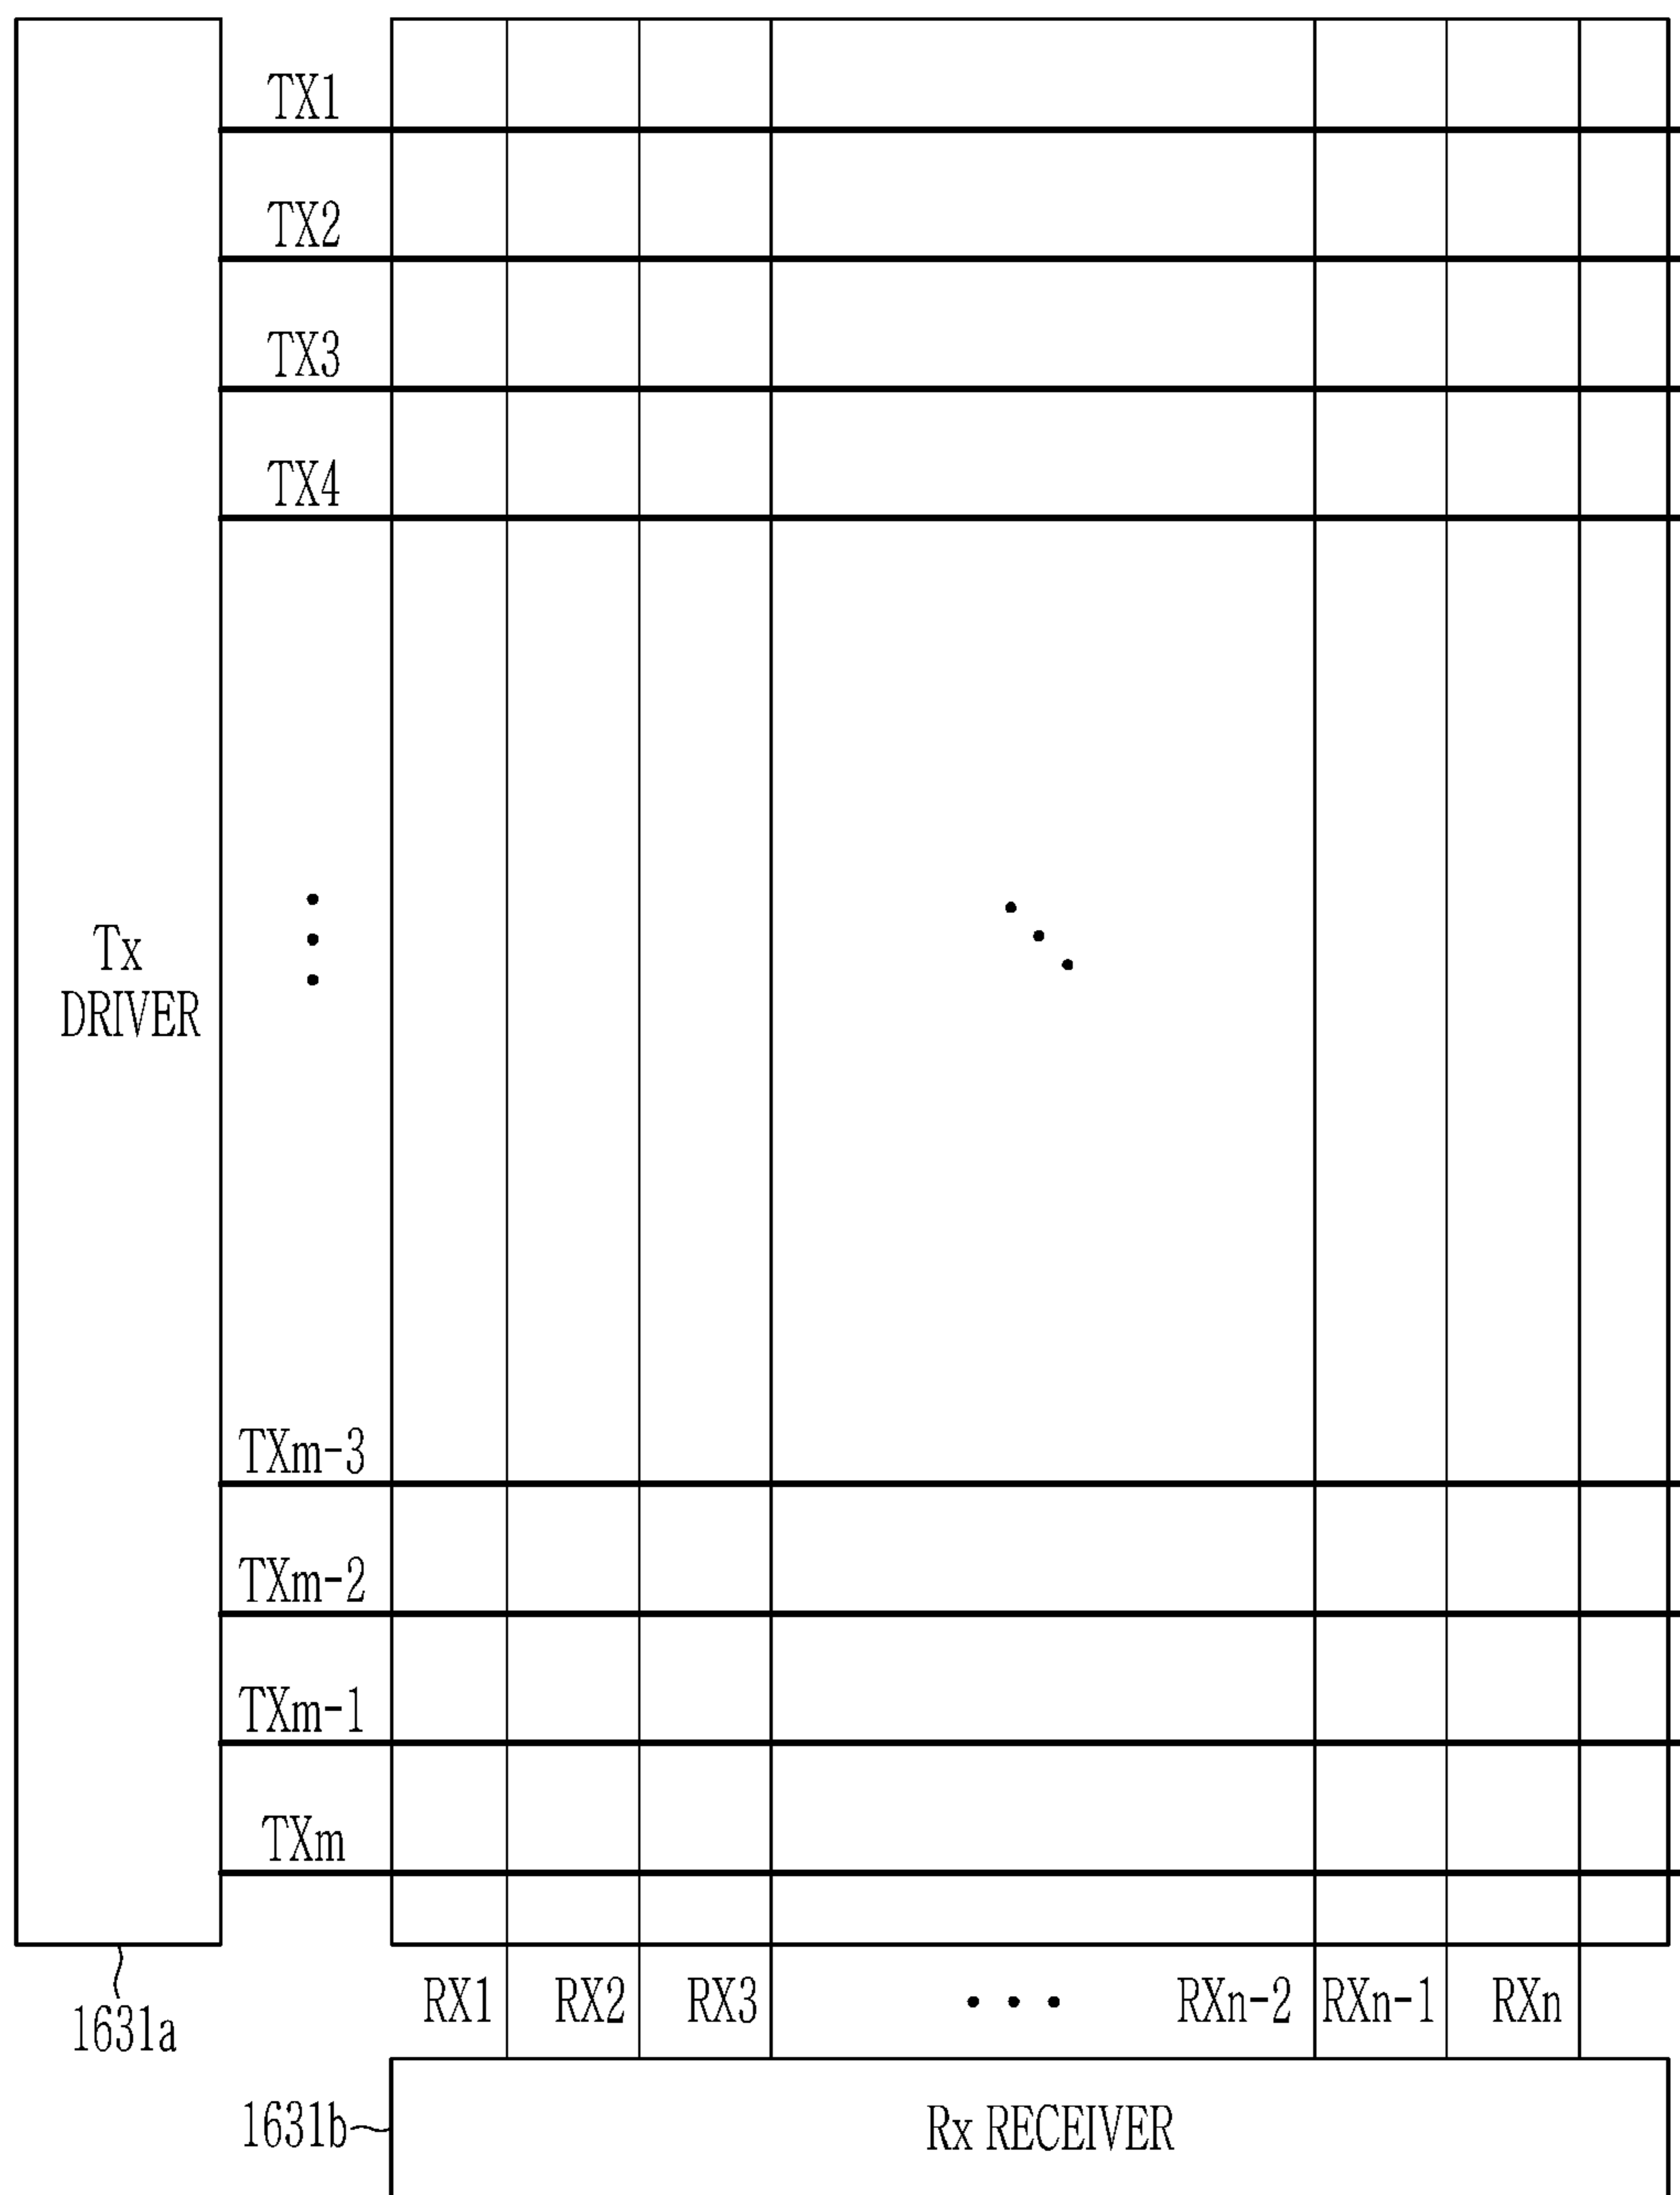 TX1
TX2
TX3
TX4
Tx
DRIVER
TXm-3
TXm-2
TXm-1
TXm
RX1 RX2 RX3 RXn-2 RXn-1 RXn
1631a
1631b
Rx RECEIVER